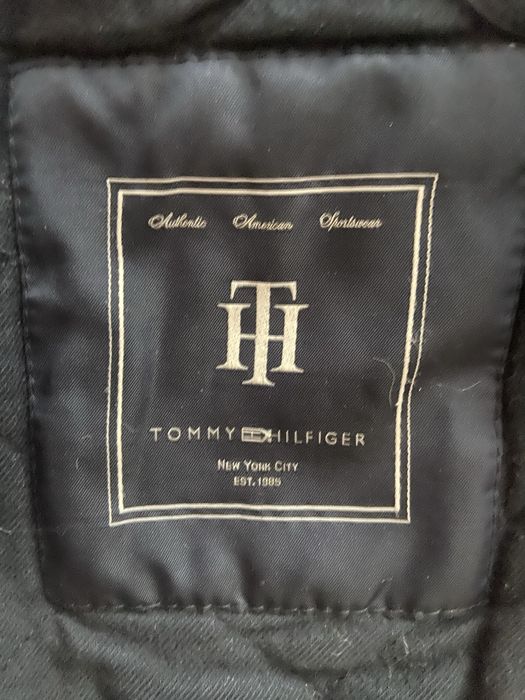 Authentic American Sportswear
TH
TOMMY HILFIGER
NEW YORK CITY
EST. 1985